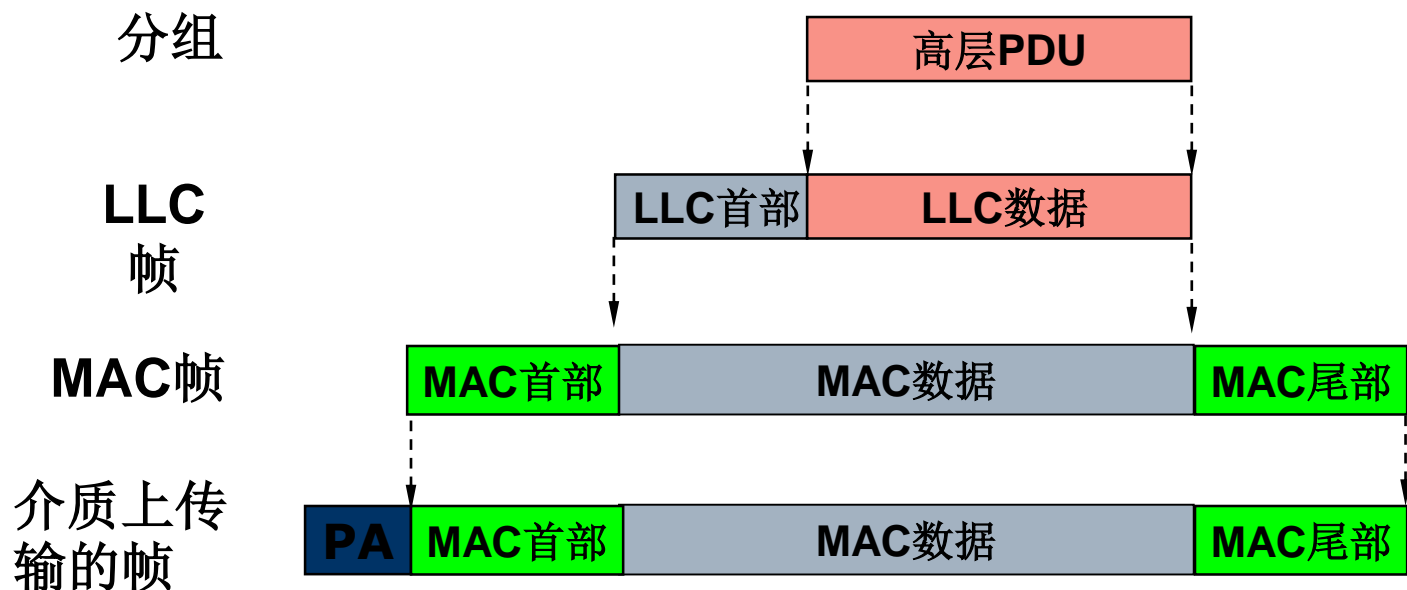 分组
高层PDU
LLC
帧
LLC首部
LLC数据
MAC帧
MAC首部
MAC数据
MAC尾部
介质上传
输的帧
PA
MAC首部
MAC数据
MAC尾部